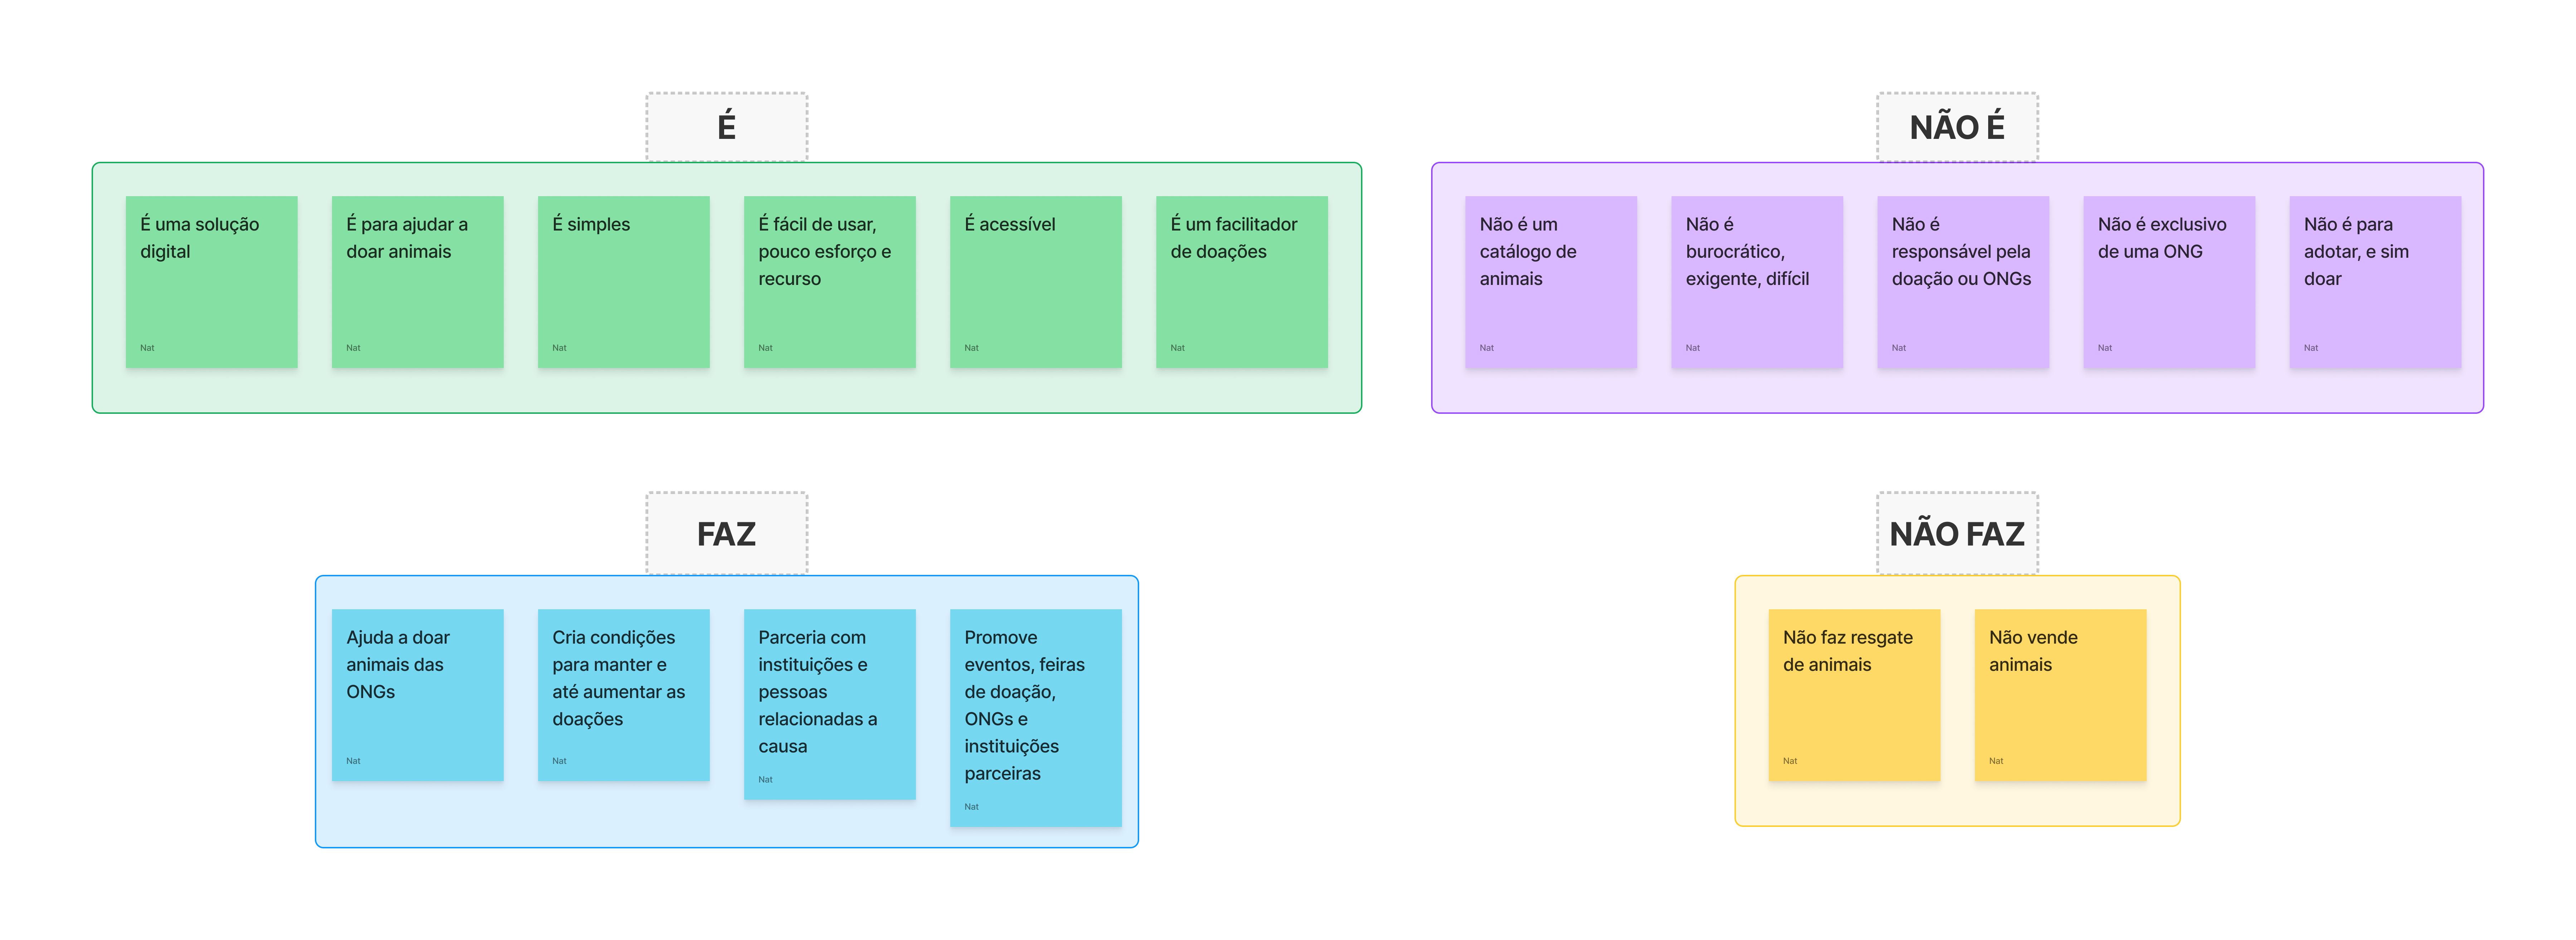 É
É uma solução
digital
Nat
É para ajudar a
doar animais
Nat
É simples
Nat
É fácil de usar,
pouco esforço e
recurso
Nat
É acessível
Nat
É um facilitador
de doações
Nat
NÃO É
Não é um
catálogo de
animais
Nat
Não é
burocrático,
exigente, difícil
Nat
Não é
responsável pela
doação ou ONGs
Nat
Não é exclusivo
de uma ONG
Nat
Não é para
adotar, e sim
doar
Nat
FAZ
Ajuda a doar
animais das
ONGs
Nat
Cria condições
para manter e
até aumentar as
doações
Nat
Parceria com
instituições e
pessoas
relacionadas a
causa
Nat
Promove
eventos, feiras
de doação,
ONGs e
instituições
parceiras
Nat
NÃO FAZ
Não faz resgate
de animais
Nat
Não vende
animais
Nat